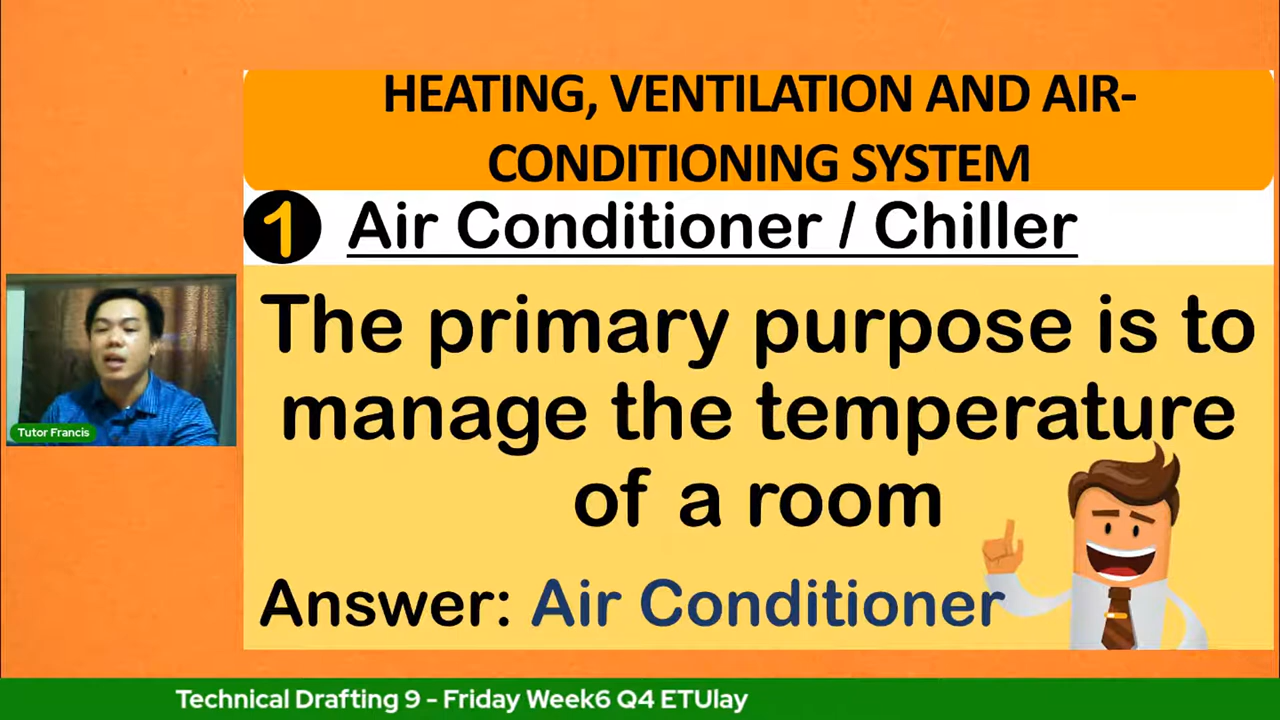 HEATING, VENTILATION AND AIR-
CONDITIONING SYSTEM
1 Air Conditioner / Chiller
The primary purpose is to
manage the temperature
of a room
Answer: Air Conditioner
Tutor Francis
Technical Drafting 9 - Friday Week6 Q4 ETUlay